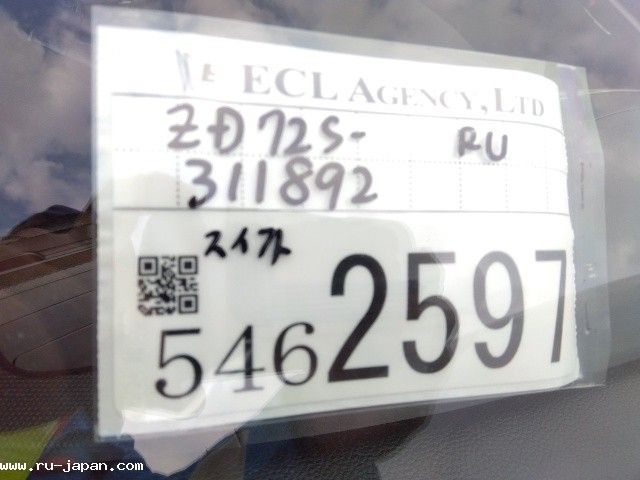 ECL AGENCY, LTD
ZD72S- RU
311892
スイフト
5462597
www.ru-japan.com